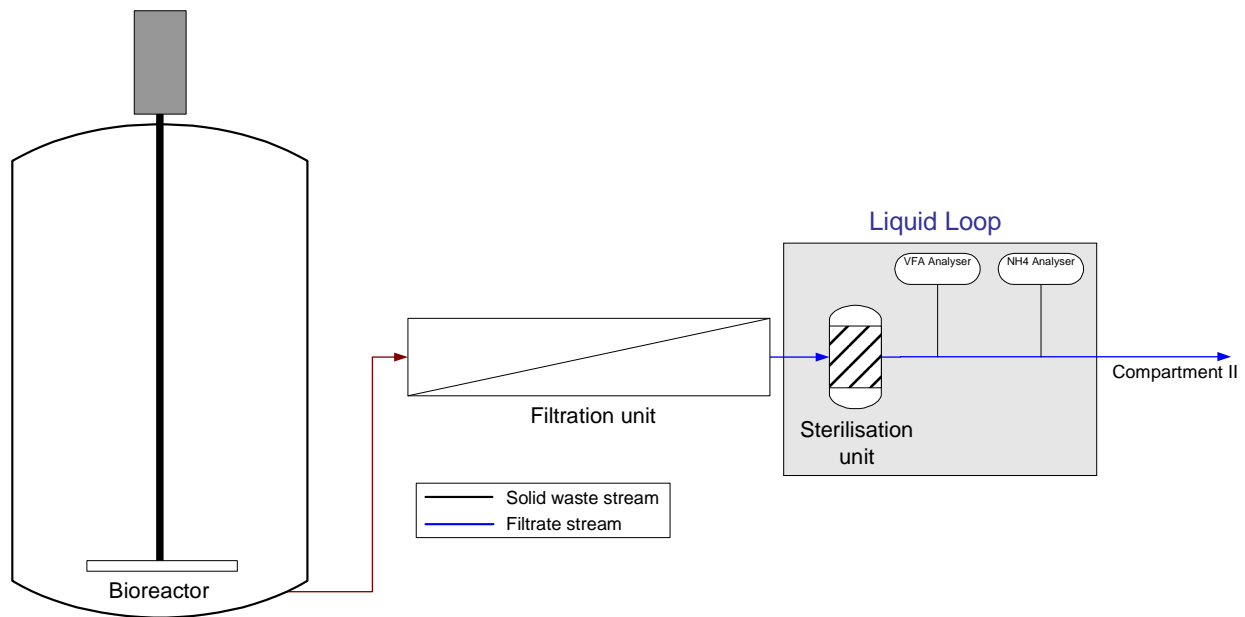 Liquid Loop
VFA Analyser
NH4 Analyser
Compartment II
Filtration unit
Sterilisation
unit
Solid waste stream
Filtrate stream
Bioreactor